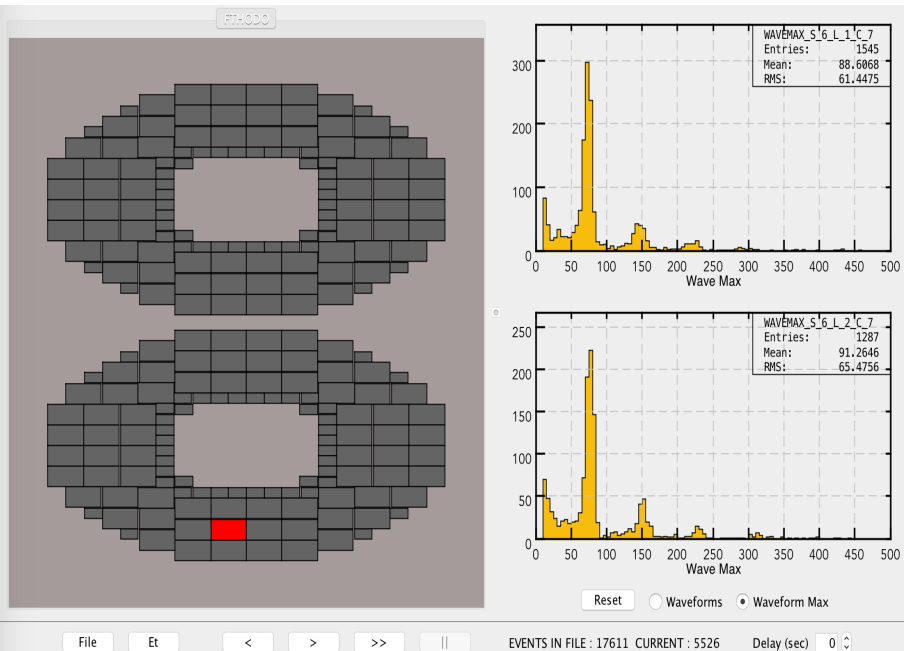 FTHODO
WAVEMAX_S_6_L_1_C_7
Entries: 1545
Mean: 88.6068
RMS: 61.4475
300
200
100
0
0 50 100 150 200 250 300 350 400 450 500
Wave Max
WAVEMAX_S_6_L_2_C_7
Entries: 1287
Mean: 91.2646
RMS: 65.4756
250
200
150
100
50
0
0 50 100 150 200 250 300 350 400 450 500
Wave Max
Reset Waveforms Waveform Max
File Et < > >> || EVENTS IN FILE : 17611 CURRENT : 5526 Delay (sec) 0